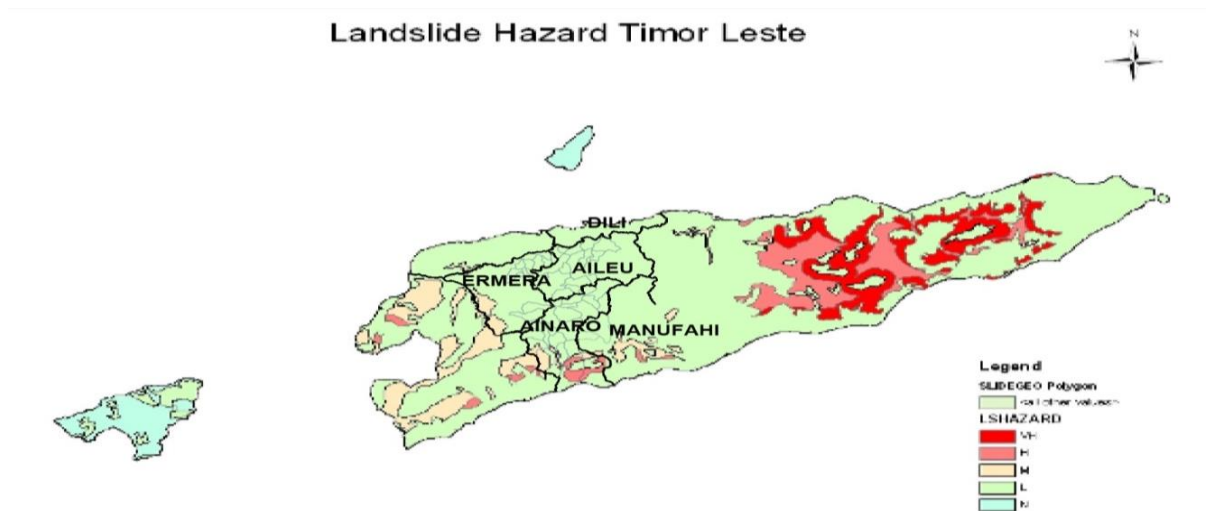 Landslide Hazard Timor Leste
N
DILI
AILEU
ERMERA
AINARO MANUFAHI
Legend
SLIDEGEO Polygon
<all other values>
LSHAZARD
VH
H
M
L
N